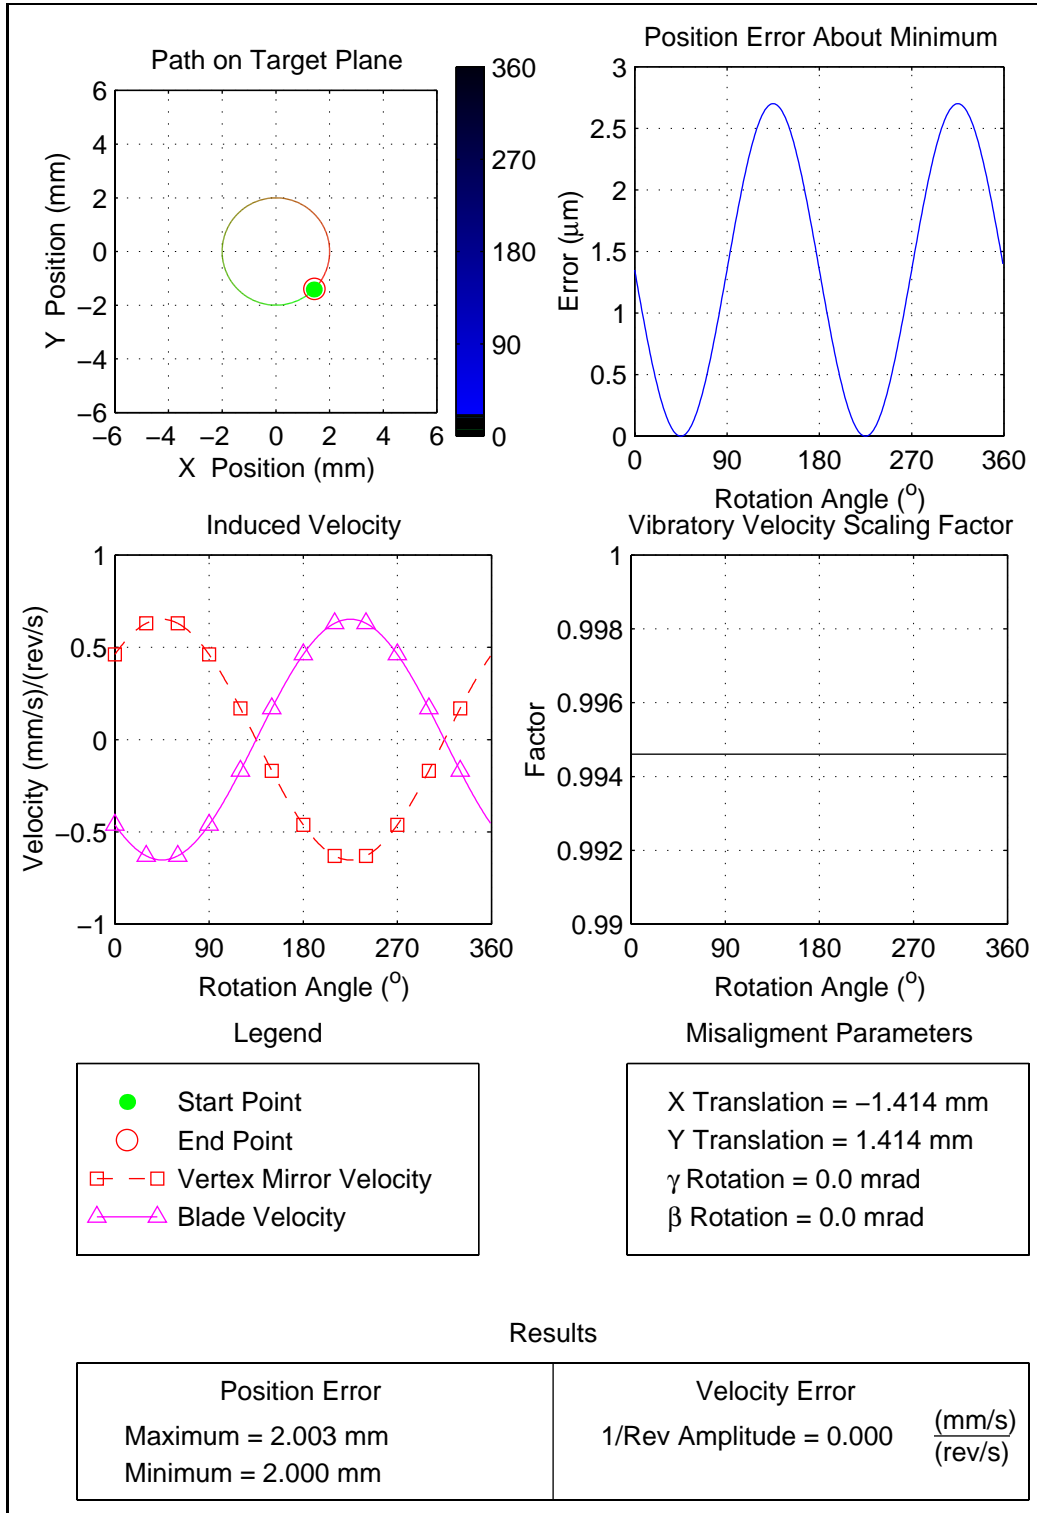 Path on Target Plane
6
4
2
0
−2
−4
−6
−6 −4 −2 0 2 4 6
X Position (mm)
Y Position (mm)
360
270
180
90
0
Position Error About Minimum
3
2.5
2
1.5
1
0.5
0
0 90 180 270 360
Rotation Angle (o)
Error (μm)
Induced Velocity
1
0.5
0
−0.5
−1
0 90 180 270 360
Rotation Angle (o)
Velocity (mm/s)/(rev/s)
Vibratory Velocity Scaling Factor
1
0.998
0.996
0.994
0.992
0.99
0 90 180 270 360
Rotation Angle (o)
Factor
Legend
Start Point
End Point
Vertex Mirror Velocity
Blade Velocity
Misaligment Parameters
X Translation = −1.414 mm
Y Translation = 1.414 mm
γ Rotation = 0.0 mrad
β Rotation = 0.0 mrad
Results
Position Error
Maximum = 2.003 mm
Minimum = 2.000 mm
Velocity Error
1/Rev Amplitude = 0.000 (mm/s)
(rev/s)